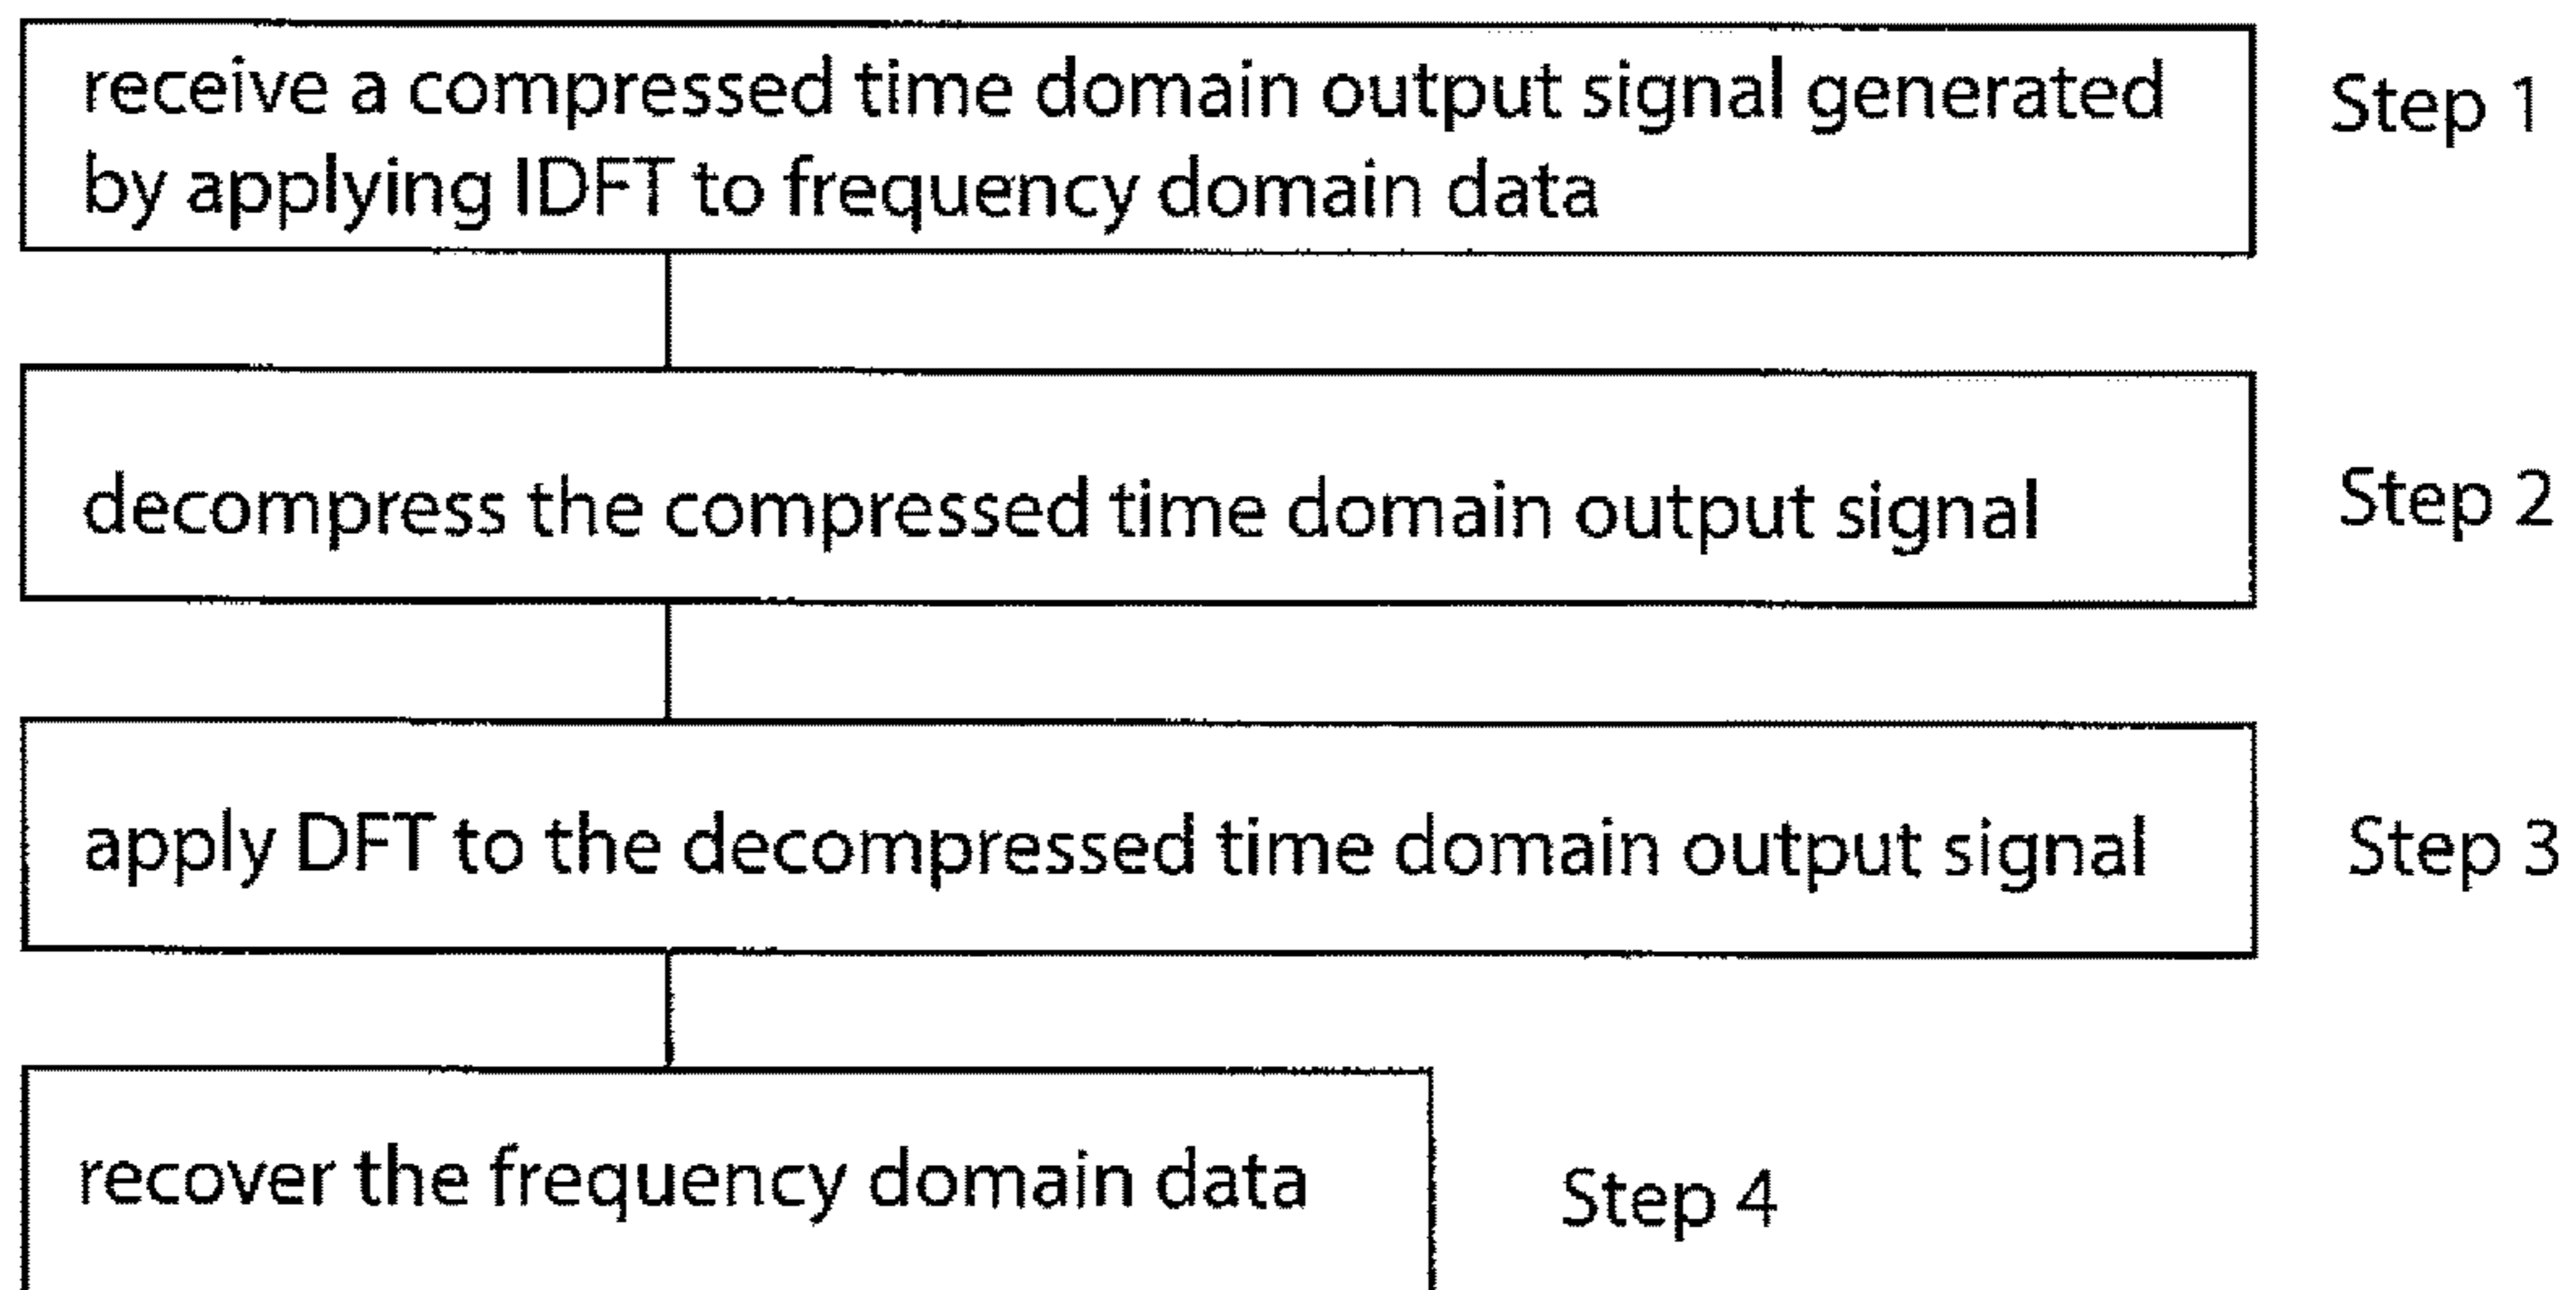 receive a compressed time domain output signal generated Step 1
by applying IDFT to frequency domain data
decompress the compressed time domain output signal Step 2
apply DFT to the decompressed time domain output signal Step 3
recover the frequency domain data Step 4